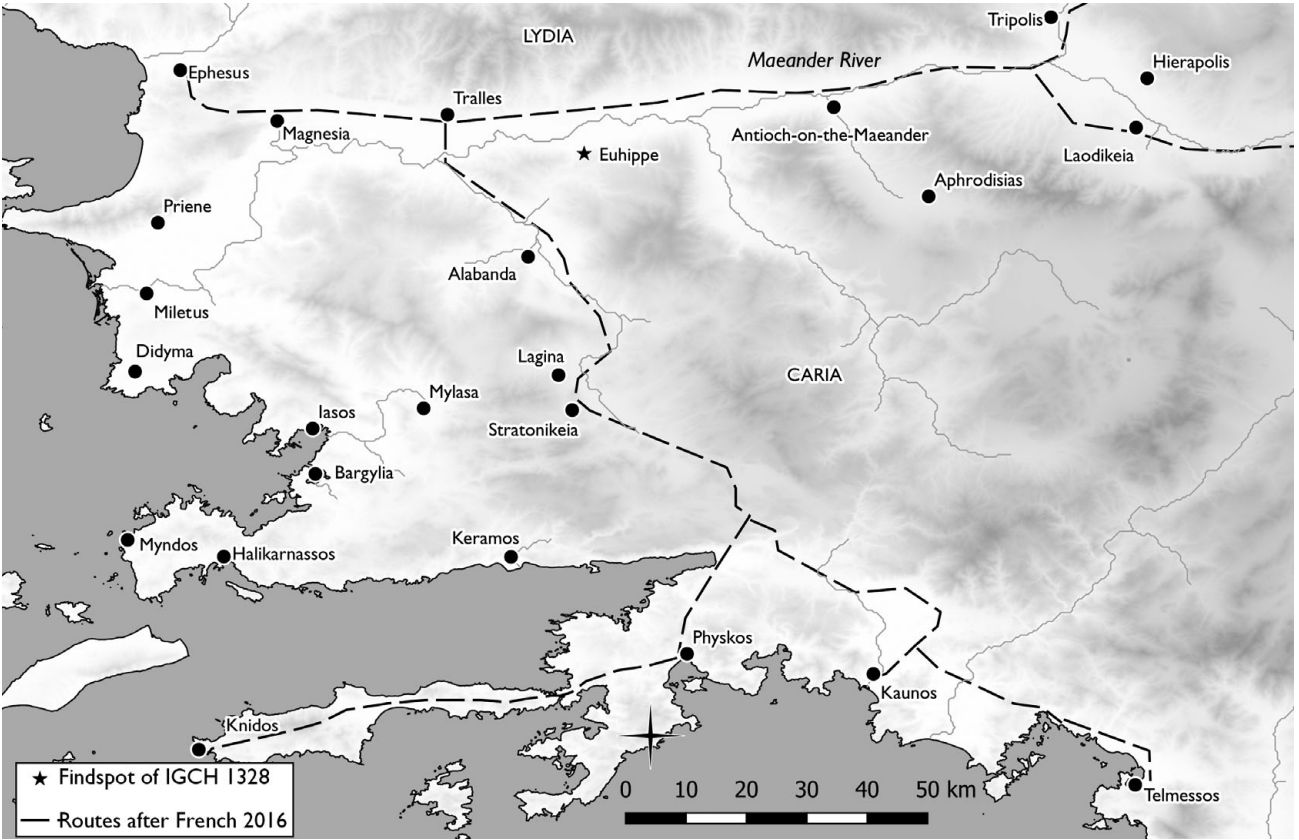 Tripolis
LYDIA
Maeander River
Hierapolis
Ephesus
Tralles
Magnesia
Antioch-on-the-Maeander
Laodikeia
Euhippe
Aphrodisias
Priene
Alabanda
Miletus
Didyma
Lagina
CARIA
Mylasa
Iasos
Stratonikeia
Bargylia
Keramos
Myndos
Halikarnassos
Physkos
Kaunos
Knidos
Findspot of IGCH 1328
0 10 20 30 40 50 km
Telmessos
Routes after French 2016